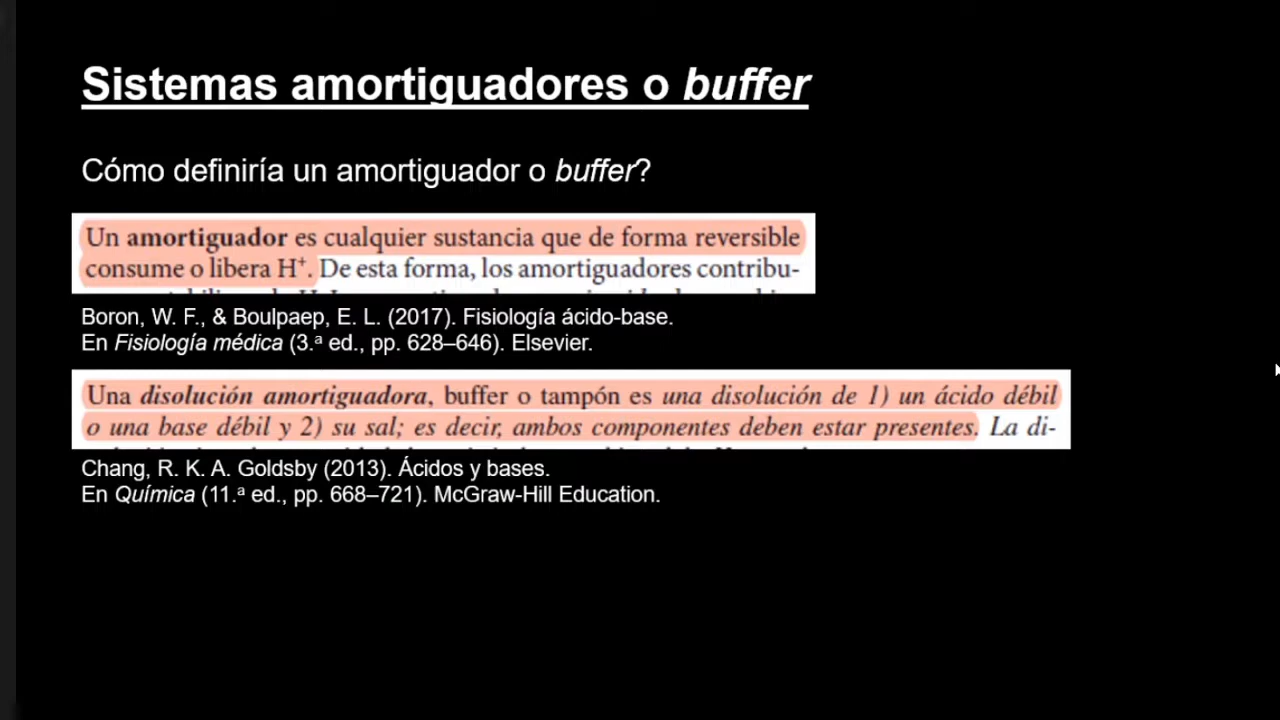 Sistemas amortiguadores o buffer
Cómo definiría un amortiguador o buffer?
Un amortiguador es cualquier sustancia que de forma reversible
consume o libera H⁺. De esta forma, los amortiguadores contribu-
Boron, W. F., & Boulpaep, E. L. (2017). Fisiología ácido-base.
En Fisiología médica (3.ª ed., pp. 628–646). Elsevier.
Una disolución amortiguadora, buffer o tampón es una disolución de 1) un ácido débil
o una base débil y 2) su sal; es decir, ambos componentes deben estar presentes. La di-
Chang, R. K. A. Goldsby (2013). Ácidos y bases.
En Química (11.ª ed., pp. 668–721). McGraw-Hill Education.